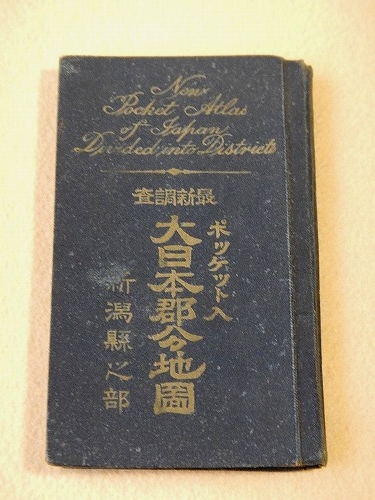 New
Pocket Atlas
of Japan
Divided into Districts
最新調査
ポッケット入
大日本郡分地圖
新潟縣之部